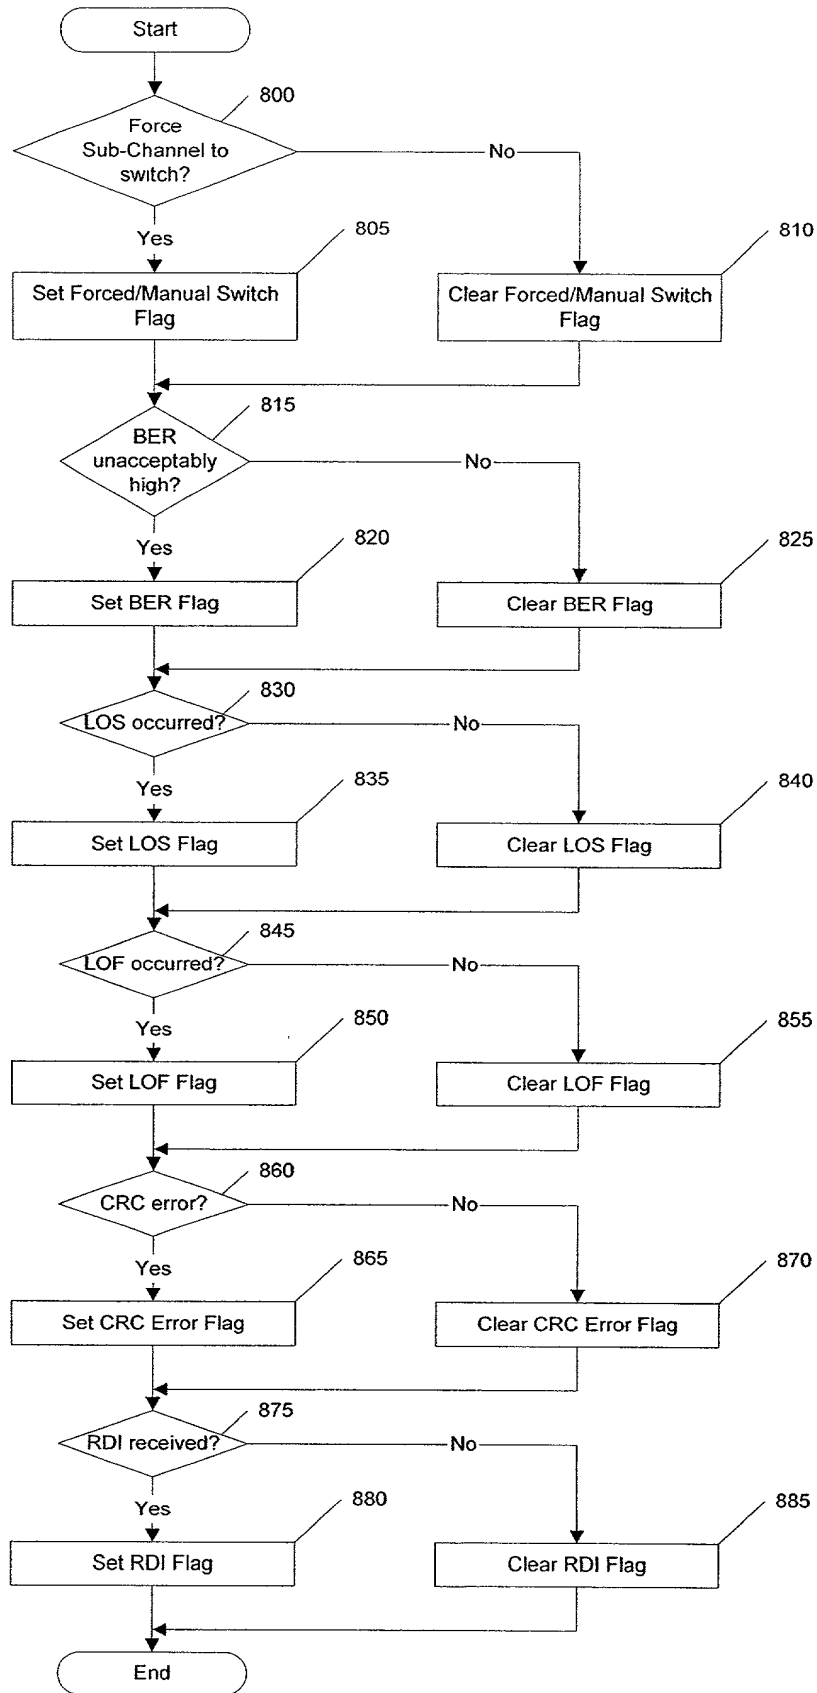 Start
800
Force
Sub-Channel to
switch?
No
Yes
805
810
Set Forced/Manual Switch
Flag
Clear Forced/Manual Switch
Flag
815
BER
unacceptably
high?
No
Yes
820
825
Set BER Flag
Clear BER Flag
830
LOS occurred?
No
Yes
835
840
Set LOS Flag
Clear LOS Flag
845
LOF occurred?
No
Yes
850
855
Set LOF Flag
Clear LOF Flag
860
CRC error?
No
Yes
865
870
Set CRC Error Flag
Clear CRC Error Flag
875
RDI received?
No
Yes
880
885
Set RDI Flag
Clear RDI Flag
End